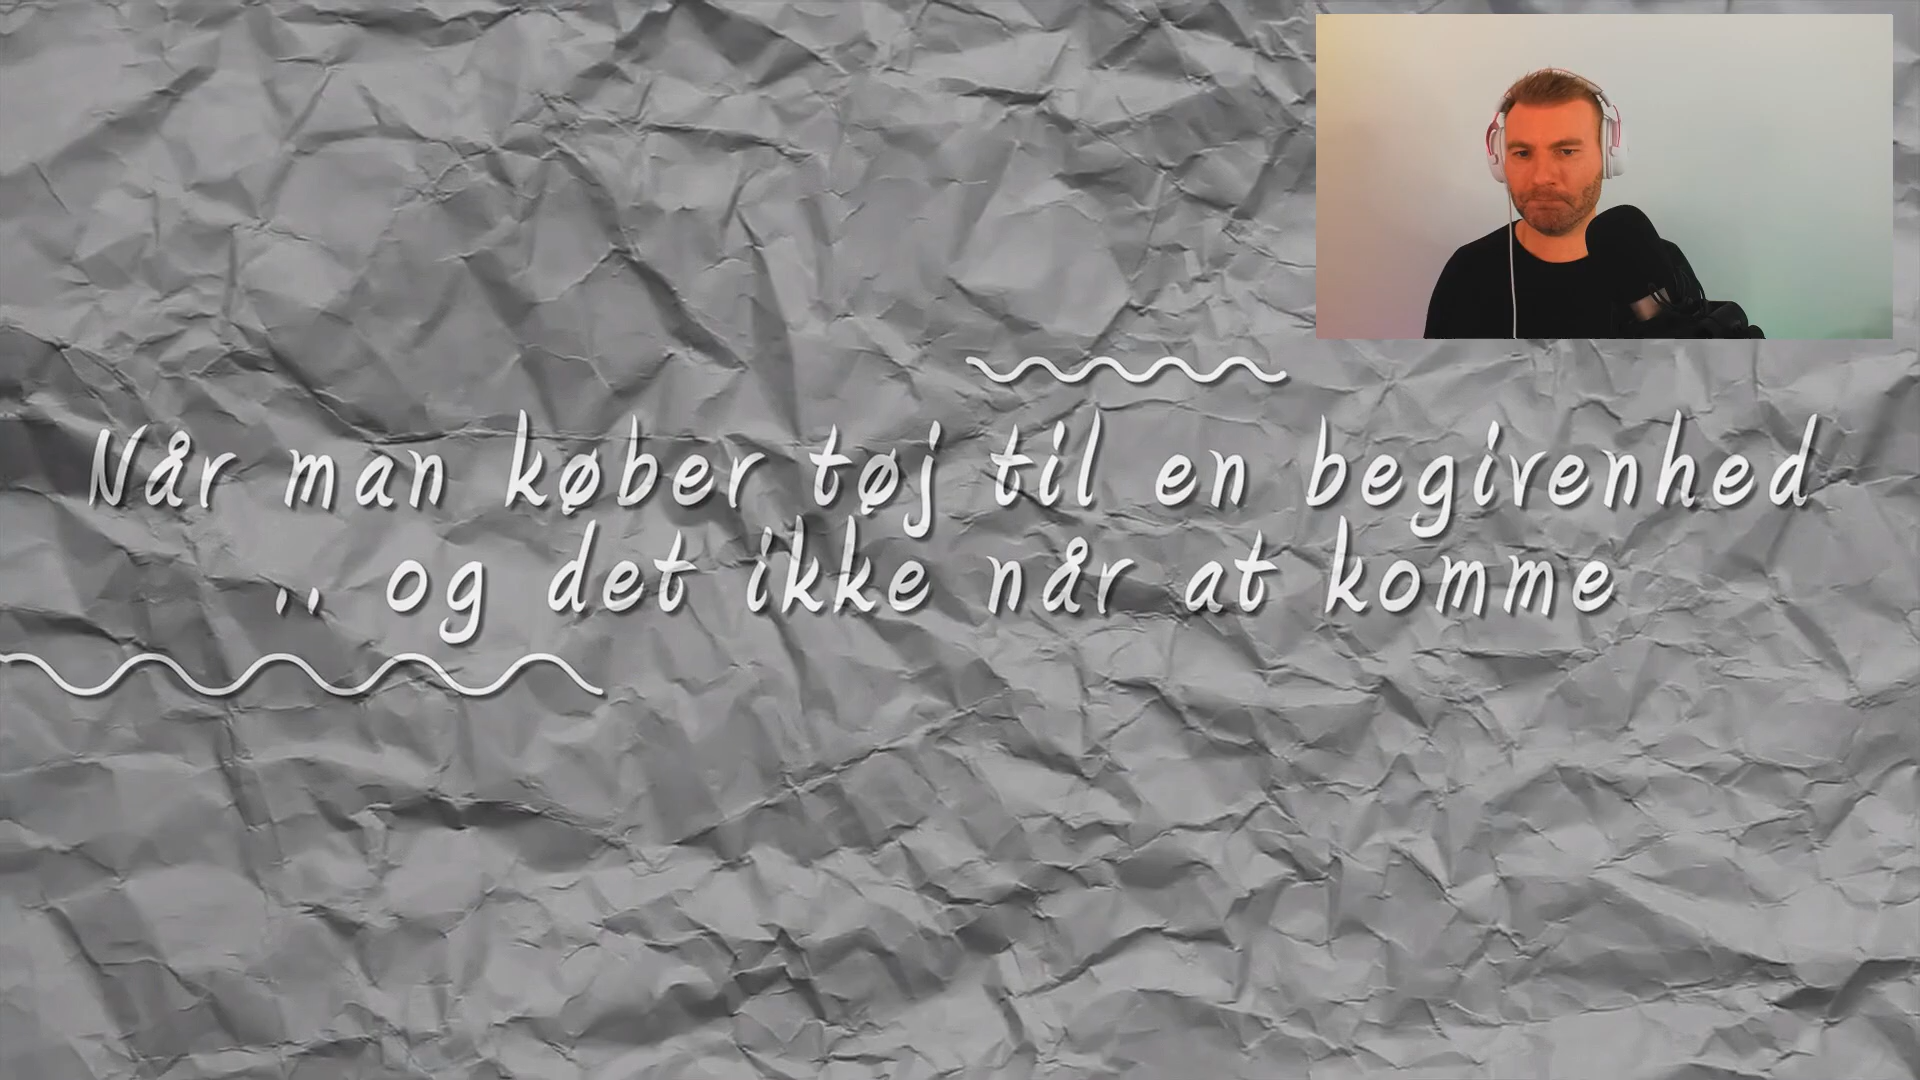 Når man køber tøj til en begivenhed
.. og det ikke når at komme